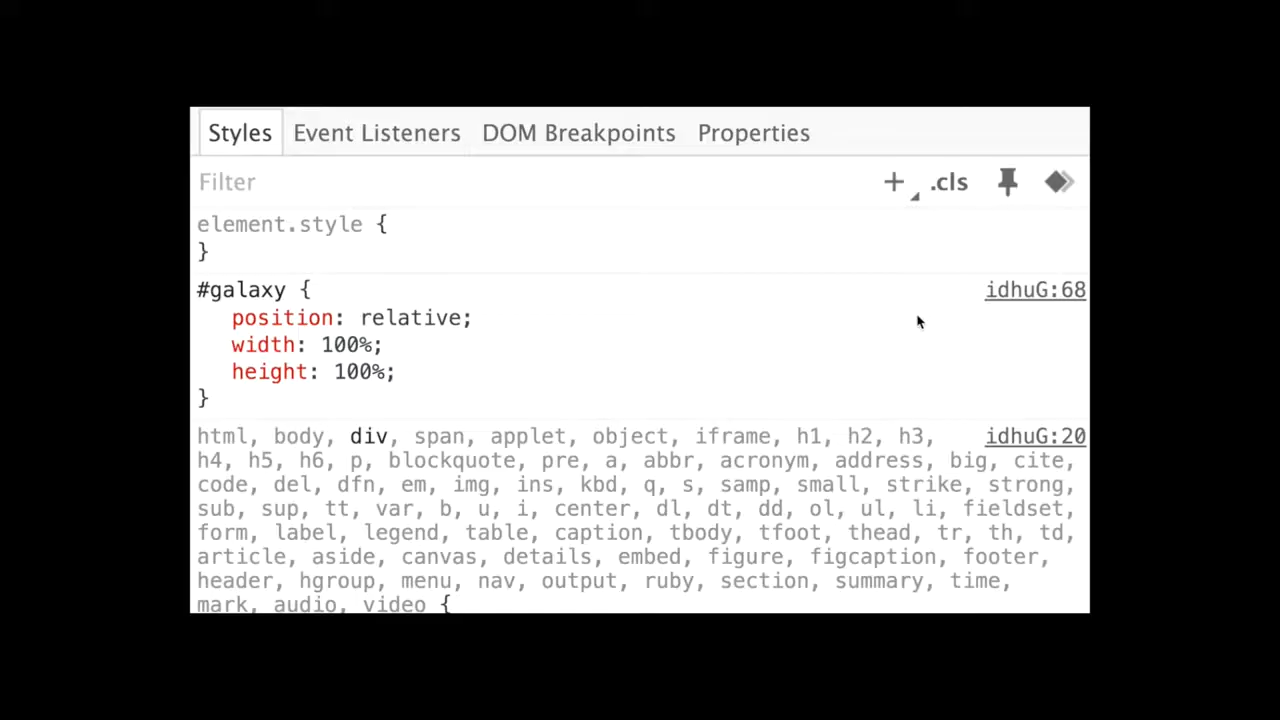 Styles Event Listeners DOM Breakpoints Properties
Filter + .cls
element.style {
}
#galaxy { idhuG:68
position: relative;
width: 100%;
height: 100%;
}
html, body, div, span, applet, object, iframe, h1, h2, h3, idhuG:20
h4, h5, h6, p, blockquote, pre, a, abbr, acronym, address, big, cite,
code, del, dfn, em, img, ins, kbd, q, s, samp, small, strike, strong,
sub, sup, tt, var, b, u, i, center, dl, dt, dd, ol, ul, li, fieldset,
form, label, legend, table, caption, tbody, tfoot, thead, tr, th, td,
article, aside, canvas, details, embed, figure, figcaption, footer,
header, hgroup, menu, nav, output, ruby, section, summary, time,
mark, audio, video {